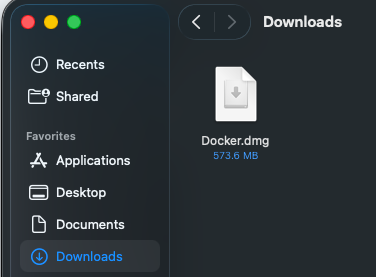 Downloads
Recents
Shared
Favorites
Applications
Desktop
Documents
Downloads
Docker.dmg
573.6 MB